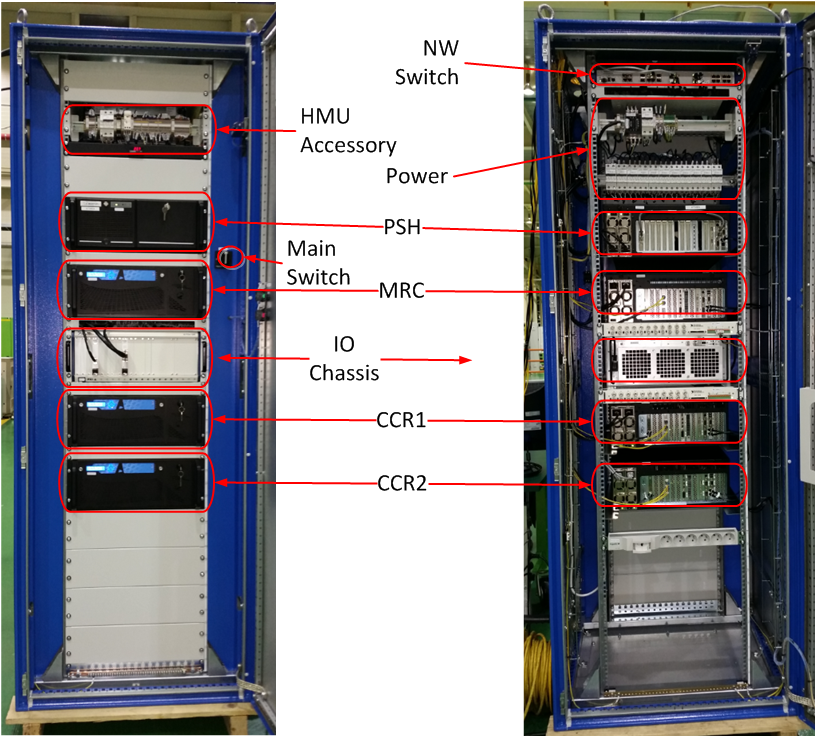 NW
Switch
HMU
Accessory
Power
PSH
Main
Switch
MRC
IO
Chassis
CCR1
CCR2